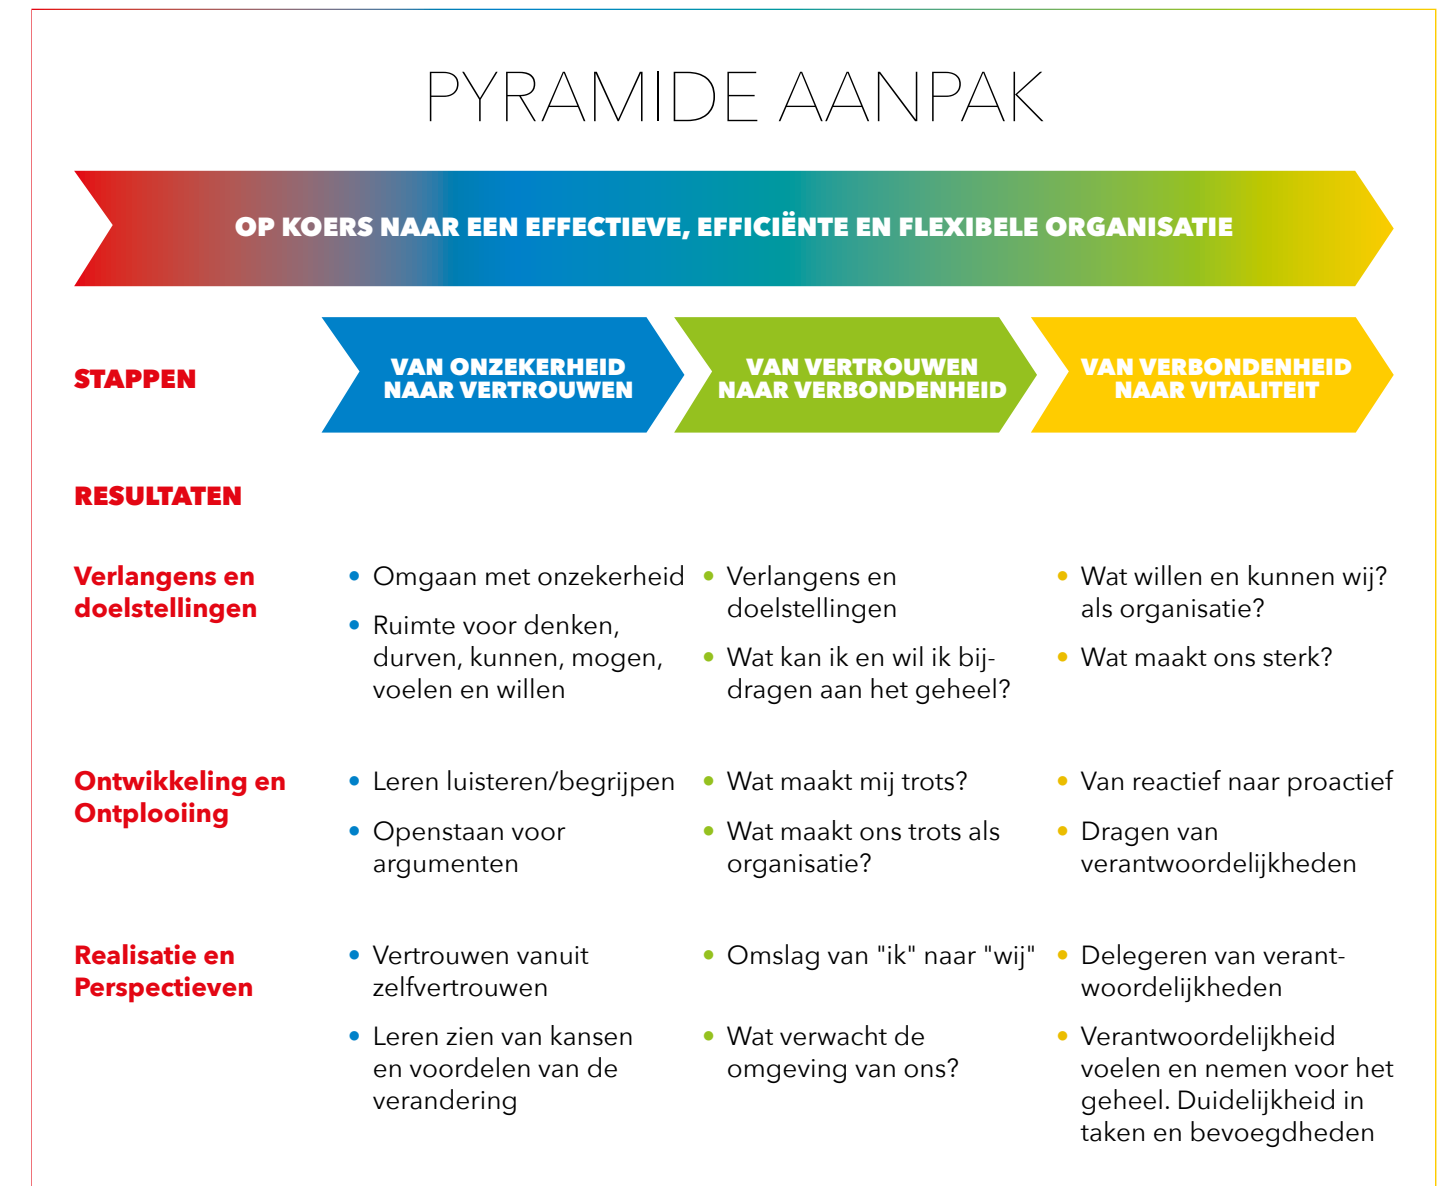 PYRAMIDE AANPAK
OP KOERS NAAR EEN EFFECTIEVE, EFFICIËNTE EN FLEXIBELE ORGANISATIE
STAPPEN
VAN ONZEKERHEID
NAAR VERTROUWEN
VAN VERTROUWEN
NAAR VERBONDENHEID
VAN VERBONDENHEID
NAAR VITALITEIT
RESULTATEN
Verlangens en
doelstellingen
• Omgaan met onzekerheid
• Ruimte voor denken,
durven, kunnen, mogen,
voelen en willen
• Verlangens en
doelstellingen
• Wat kan ik en wil ik bij-
dragen aan het geheel?
• Wat willen en kunnen wij?
als organisatie?
• Wat maakt ons sterk?
Ontwikkeling en
Ontplooiing
• Leren luisteren/begrijpen
• Openstaan voor
argumenten
• Wat maakt mij trots?
• Wat maakt ons trots als
organisatie?
• Van reactief naar proactief
• Dragen van
verantwoordelijkheden
Realisatie en
Perspectieven
• Vertrouwen vanuit
zelfvertrouwen
• Leren zien van kansen
en voordelen van de
verandering
• Omslag van "ik" naar "wij"
• Wat verwacht de
omgeving van ons?
• Delegeren van verant-
woordelijkheden
• Verantwoordelijkheid
voelen en nemen voor het
geheel. Duidelijkheid in
taken en bevoegdheden